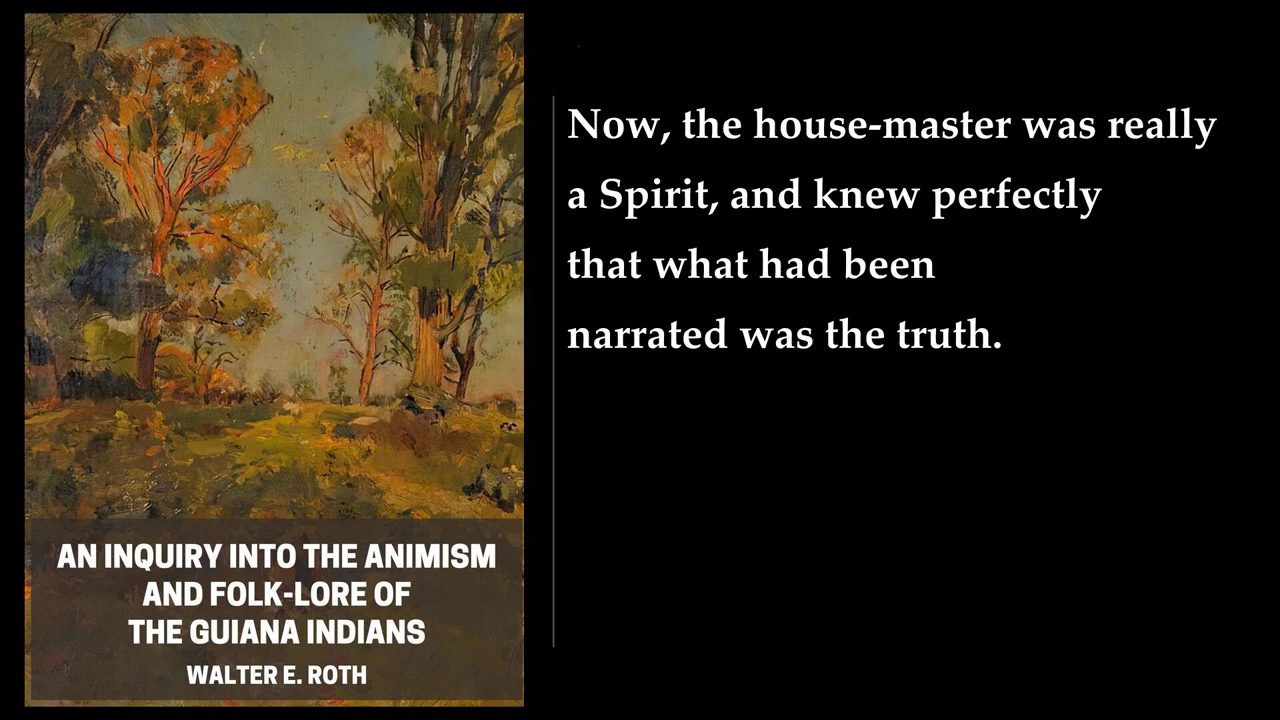 Now, the house-master was really
a Spirit, and knew perfectly
that what had been
narrated was the truth.
AN INQUIRY INTO THE ANIMISM
AND FOLK-LORE OF
THE GUIANA INDIANS
WALTER E. ROTH